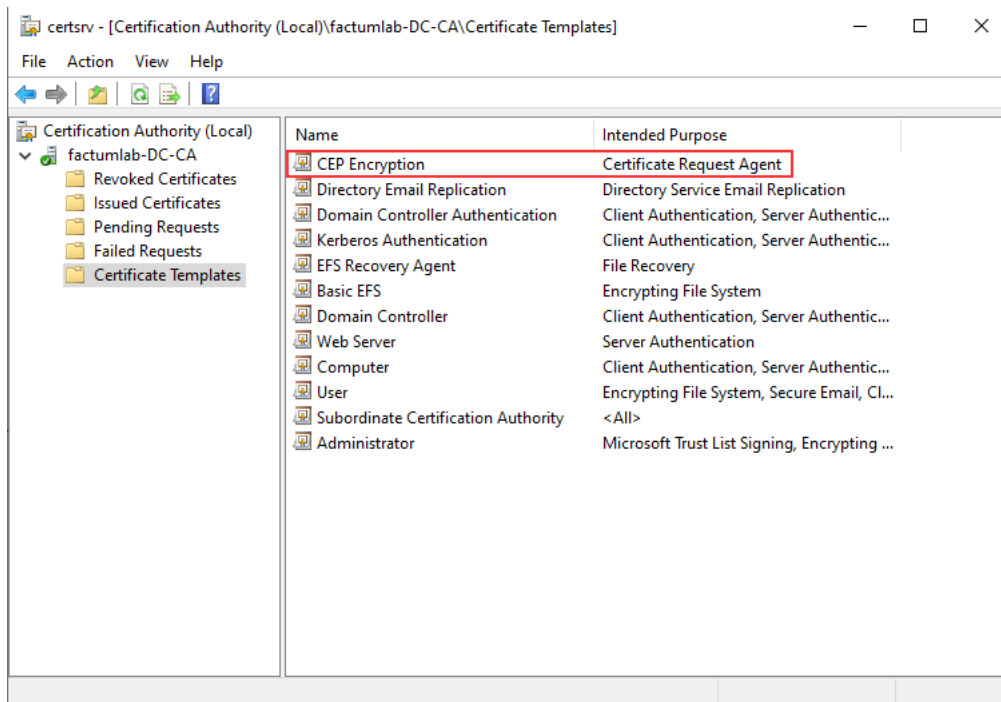 certsrv - [Certification Authority (Local)\factumlab-DC-CA\Certificate Templates]
File Action View Help
Certification Authority (Local)
factumlab-DC-CA
Revoked Certificates
Issued Certificates
Pending Requests
Failed Requests
Certificate Templates
Name Intended Purpose
CEP Encryption Certificate Request Agent
Directory Email Replication Directory Service Email Replication
Domain Controller Authentication Client Authentication, Server Authentic...
Kerberos Authentication Client Authentication, Server Authentic...
EFS Recovery Agent File Recovery
Basic EFS Encrypting File System
Domain Controller Client Authentication, Server Authentic...
Web Server Server Authentication
Computer Client Authentication, Server Authentic...
User Encrypting File System, Secure Email, Cl...
Subordinate Certification Authority <All>
Administrator Microsoft Trust List Signing, Encrypting ...